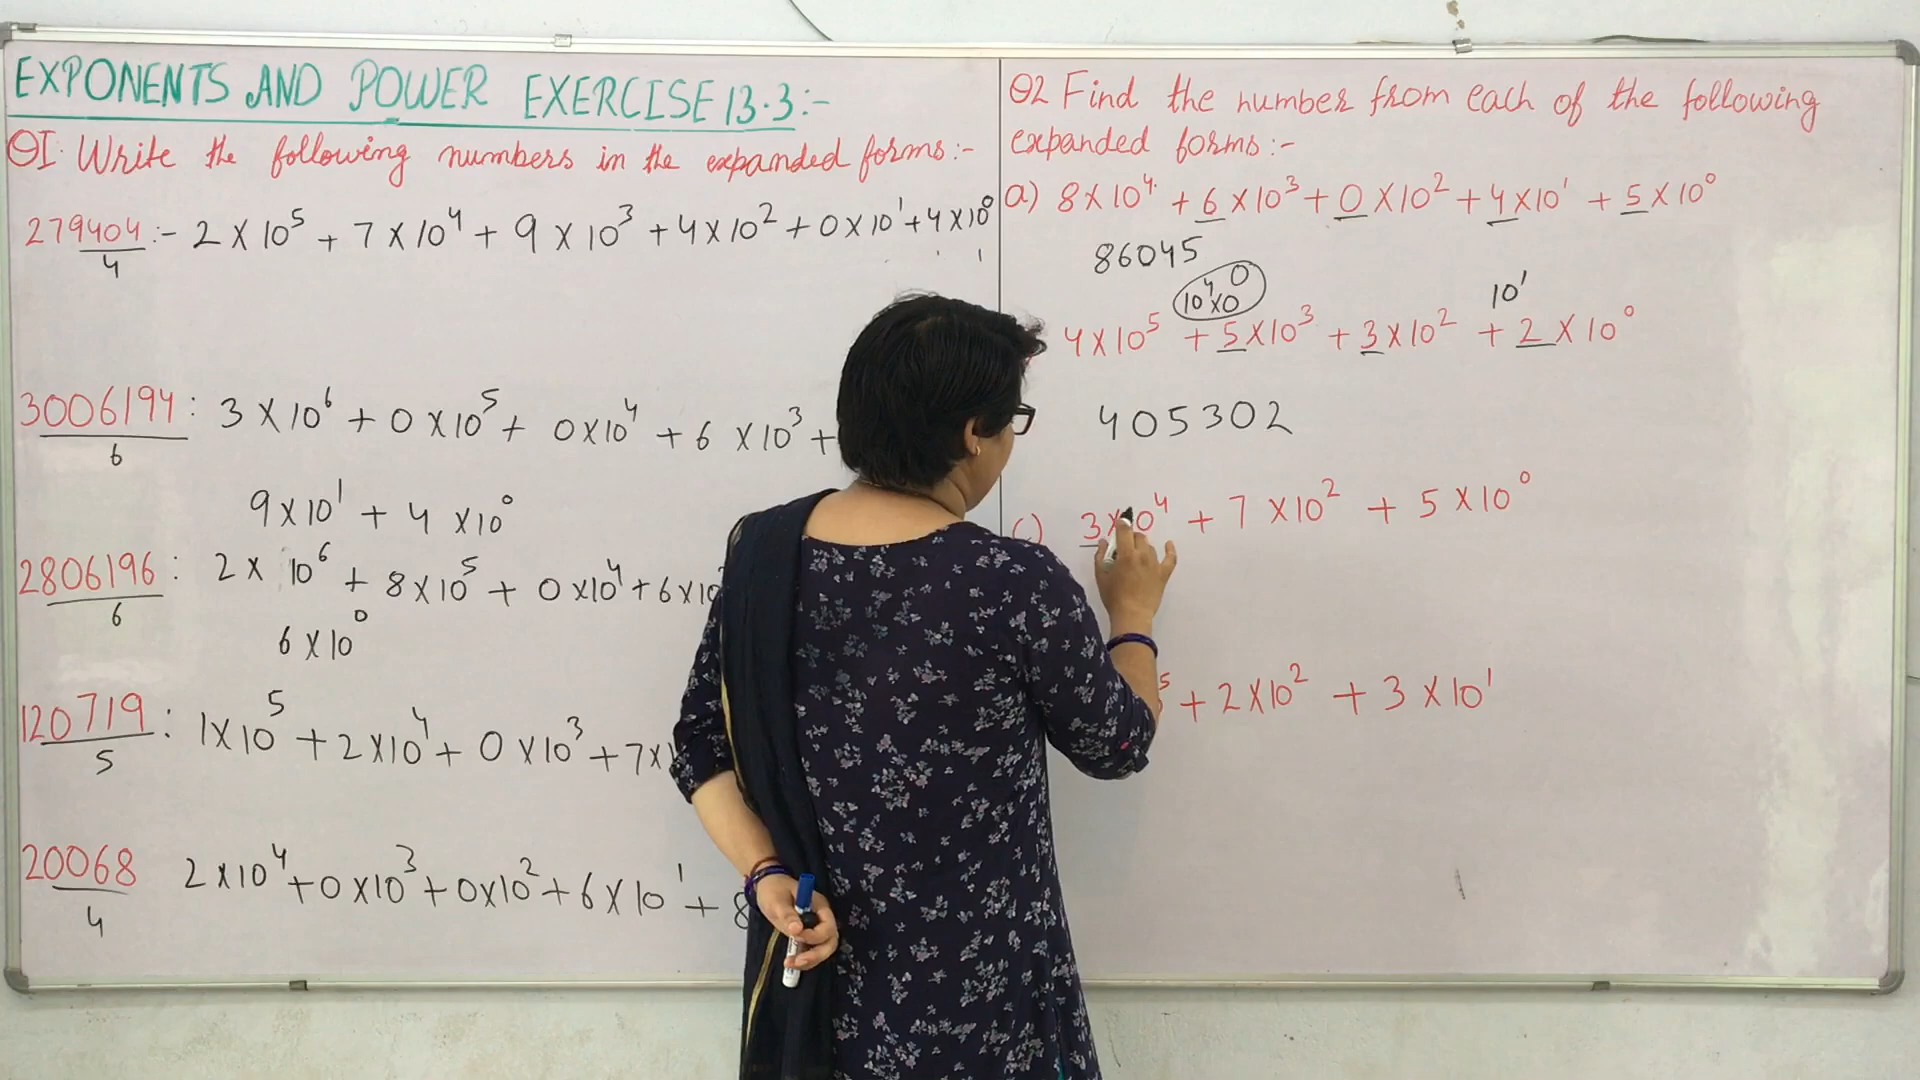 EXPONENTS AND POWER EXERCISE 13.3:-
QI. Write the following numbers in the expanded forms:-
279404:- 2 × 10⁵ + 7 × 10⁴ + 9 × 10³ + 4 × 10² + 0 × 10¹ + 4 × 10⁰
4
3006194: 3 × 10⁶ + 0 × 10⁵ + 0 × 10⁴ + 6 × 10³ +
6
9 × 10¹ + 4 × 10⁰
2806196: 2 × 10⁶ + 8 × 10⁵ + 0 × 10⁴ + 6 × 10
6
6 × 10⁰
120719: 1 × 10⁵ + 2 × 10⁴ + 0 × 10³ + 7 ×
5
20068 2 × 10⁴ + 0 × 10³ + 0 × 10² + 6 × 10¹ + 8
4
Q2 Find the number from each of the following
expanded forms:-
a) 8 × 10⁴ + 6 × 10³ + 0 × 10² + 4 × 10¹ + 5 × 10⁰
86045
10⁴×0 0
10¹
4 × 10⁵ + 5 × 10³ + 3 × 10² + 2 × 10⁰
405302
c) 3 × 10⁴ + 7 × 10² + 5 × 10⁰
⁵ + 2 × 10² + 3 × 10¹